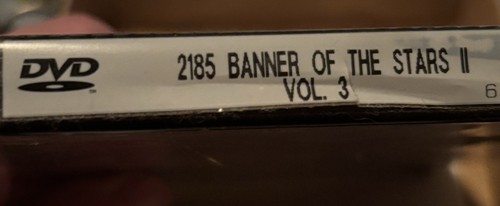 DVD
2185 BANNER OF THE STARS II
VOL. 3
6